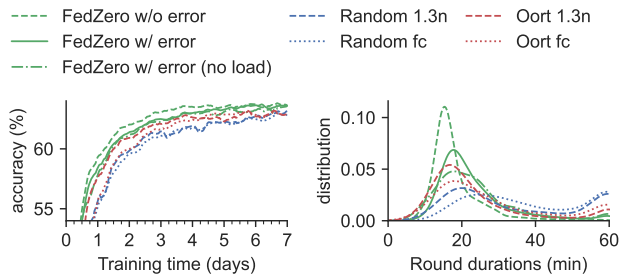 FedZero w/o error
FedZero w/ error
FedZero w/ error (no load)
Random 1.3n
Random fc
Oort 1.3n
Oort fc
accuracy (%)
60
55
0 1 2 3 4 5 6 7
Training time (days)
distribution
0.10
0.05
0.00
0 20 40 60
Round durations (min)